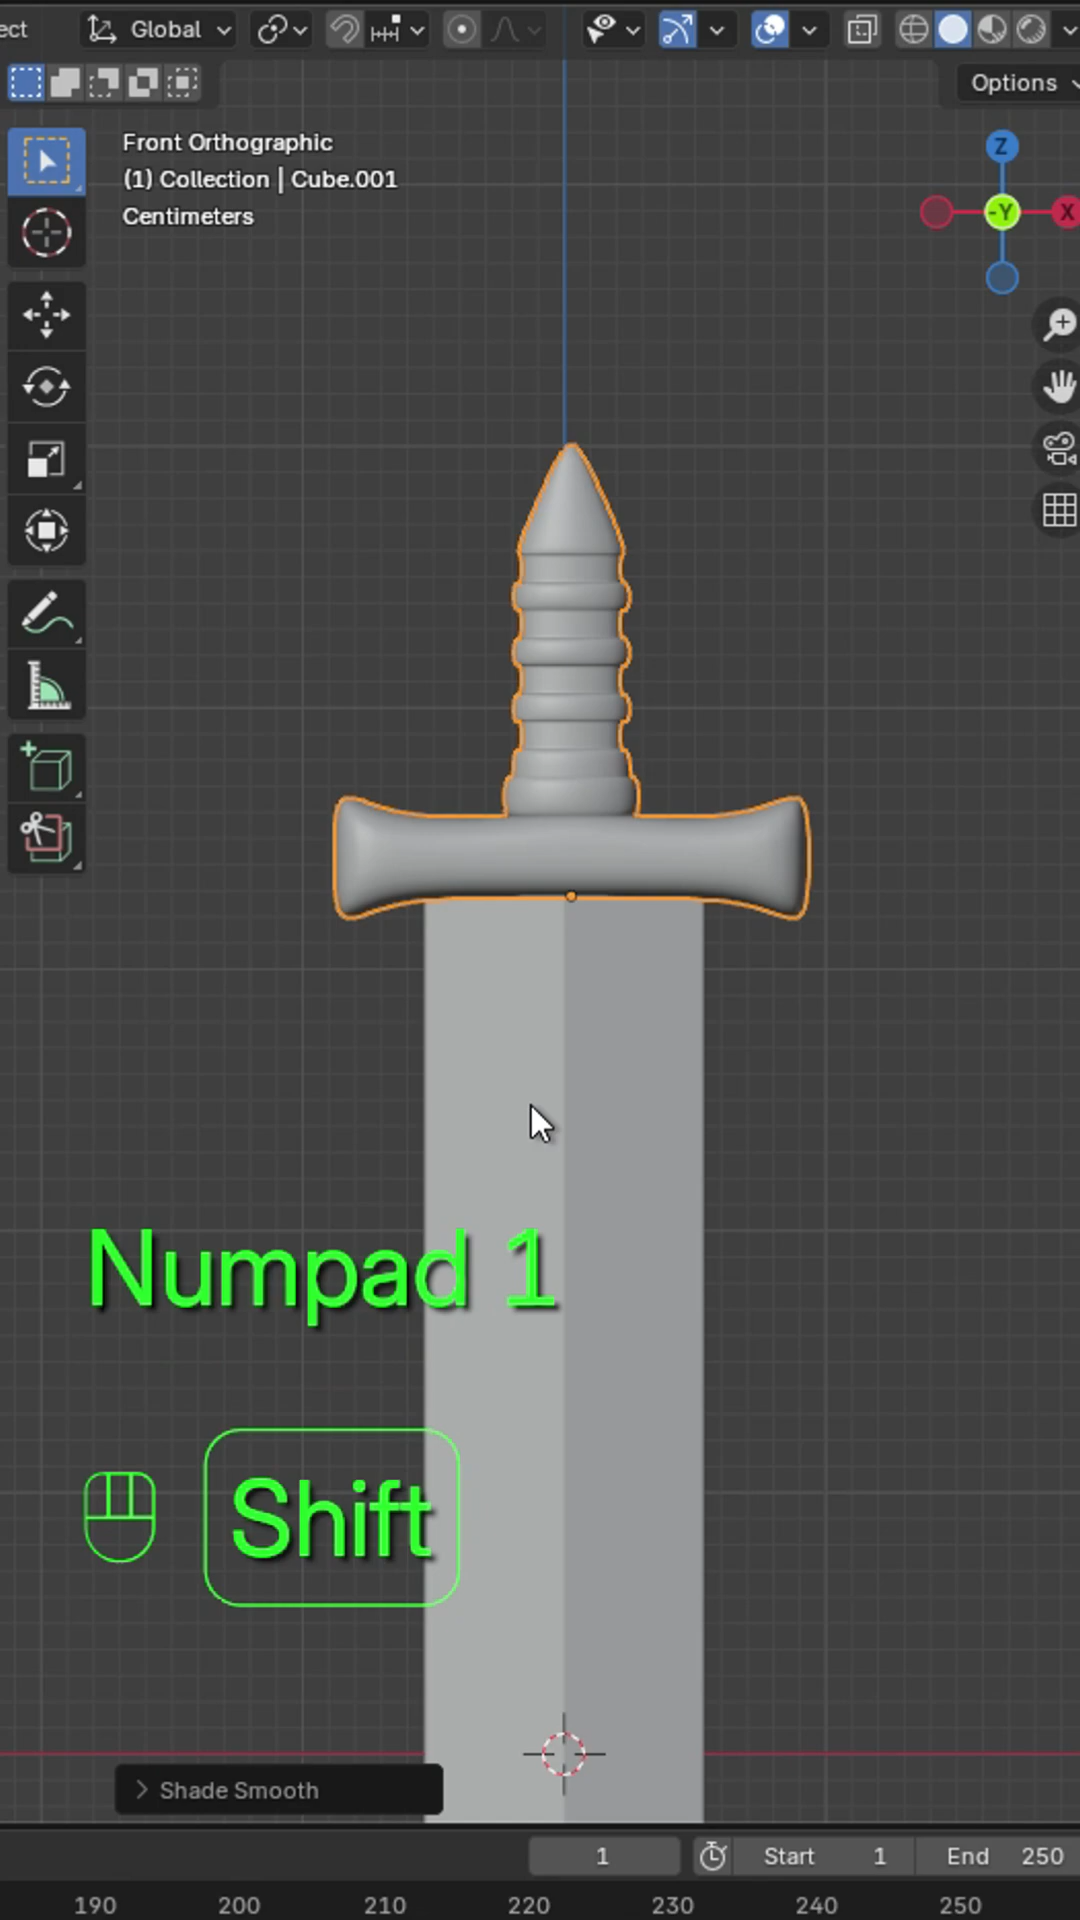 ect
Global
Options
Front Orthographic
(1) Collection | Cube.001
Centimeters
Z
-Y
X
Numpad 1
Shift
Shade Smooth
1
Start 1
End 250
190 200 210 220 230 240 250